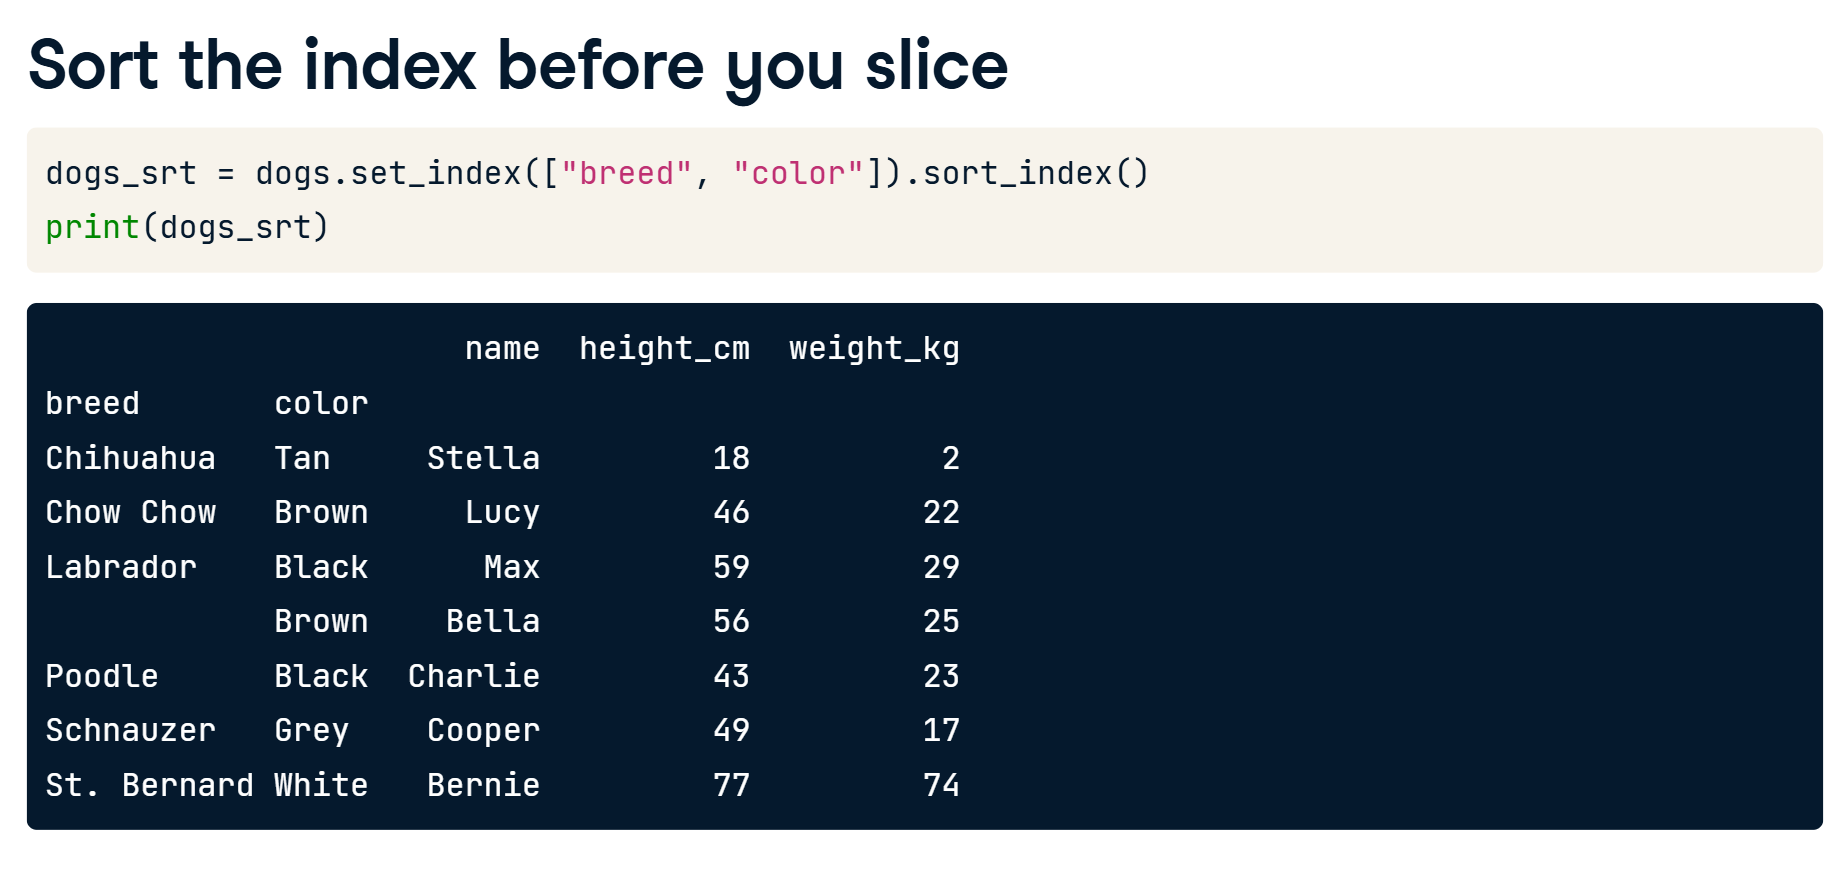 Sort the index before you slice
dogs_srt = dogs.set_index(["breed", "color"]).sort_index()
print(dogs_srt)
name height_cm weight_kg
breed color
Chihuahua Tan Stella 18 2
Chow Chow Brown Lucy 46 22
Labrador Black Max 59 29
Brown Bella 56 25
Poodle Black Charlie 43 23
Schnauzer Grey Cooper 49 17
St. Bernard White Bernie 77 74